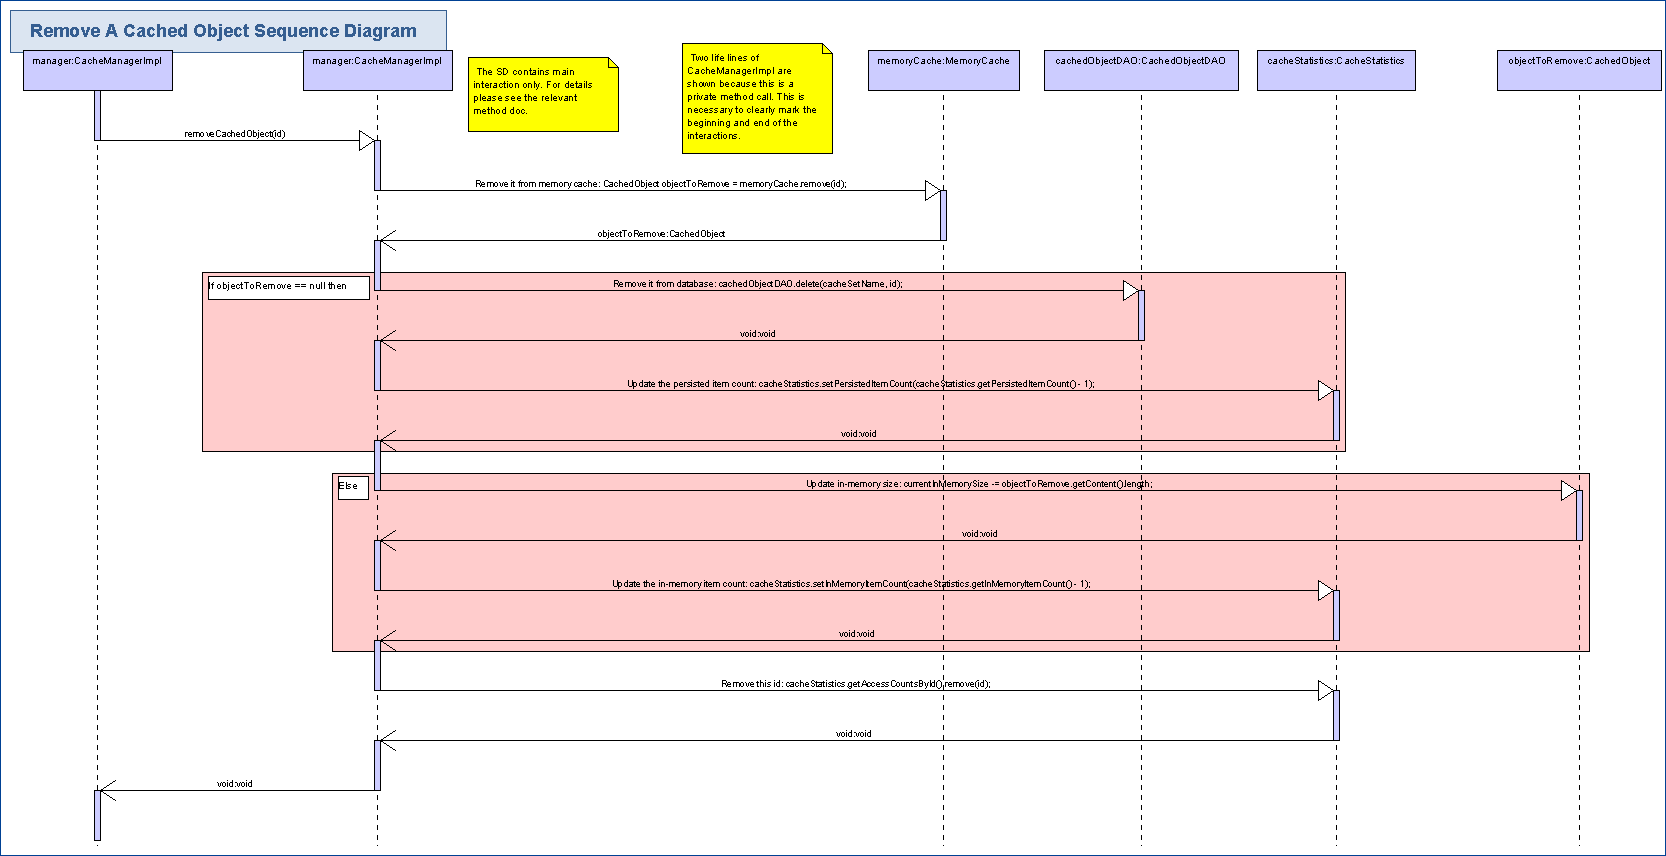 Remove A Cached Object Sequence Diagram
manager:CacheManagerImpl
manager:CacheManagerImpl
The SD contains main
interaction only. For details
please see the relevant
method doc.
Two life lines of
CacheManagerImpl are
shown because this is a
private method call. This is
necessary to clearly mark the
beginning and end of the
interactions.
memoryCache:MemoryCache
cachedObjectDAO:CachedObjectDAO
cacheStatistics:CacheStatistics
objectToRemove:CachedObject
removeCachedObject(id)
Remove it from memory cache: CachedObject objectToRemove = memoryCache.remove(id);
objectToRemove:CachedObject
If objectToRemove == null then
Remove it from database: cachedObjectDAO.delete(cacheSetName, id);
void:void
Update the persisted item count: cacheStatistics.setPersistedItemCount(cacheStatistics.getPersistedItemCount() - 1);
void:void
Else
Update in-memory size: currentInMemorySize -= objectToRemove.getContent().length;
void:void
Update the in-memory item count: cacheStatistics.setInMemoryItemCount(cacheStatistics.getInMemoryItemCount() - 1);
void:void
Remove this id: cacheStatistics.getAccessCountsById().remove(id);
void:void
void:void